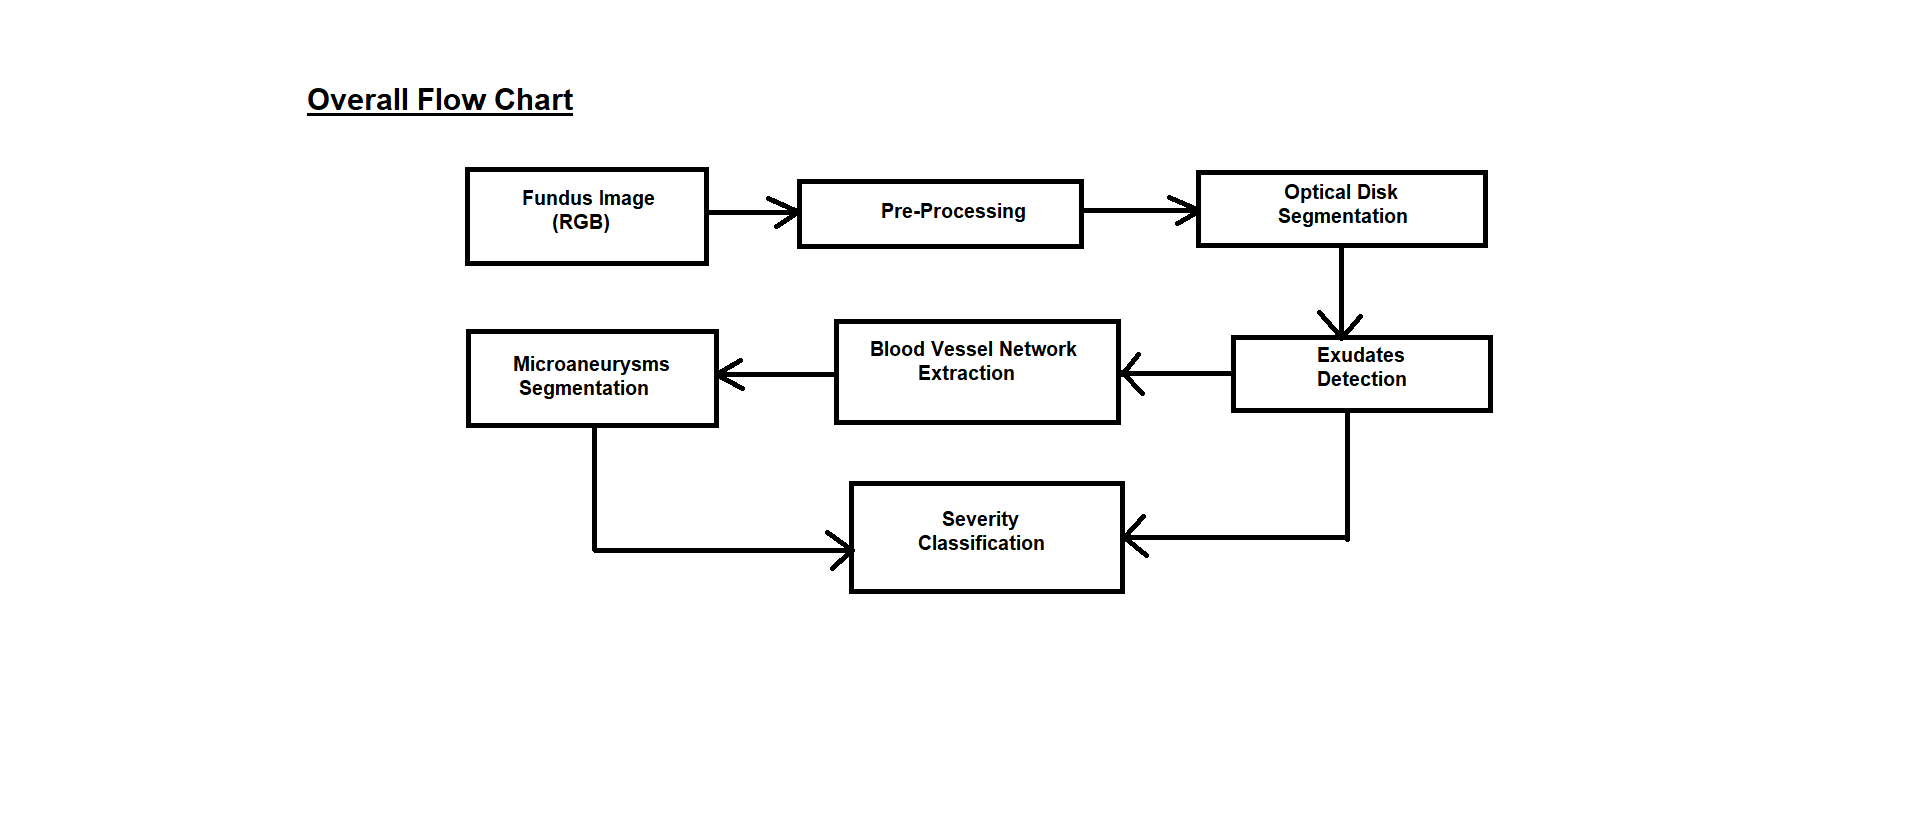 Overall Flow Chart
Fundus Image
(RGB)
Pre-Processing
Optical Disk
Segmentation
Microaneurysms
Segmentation
Blood Vessel Network
Extraction
Exudates
Detection
Severity
Classification